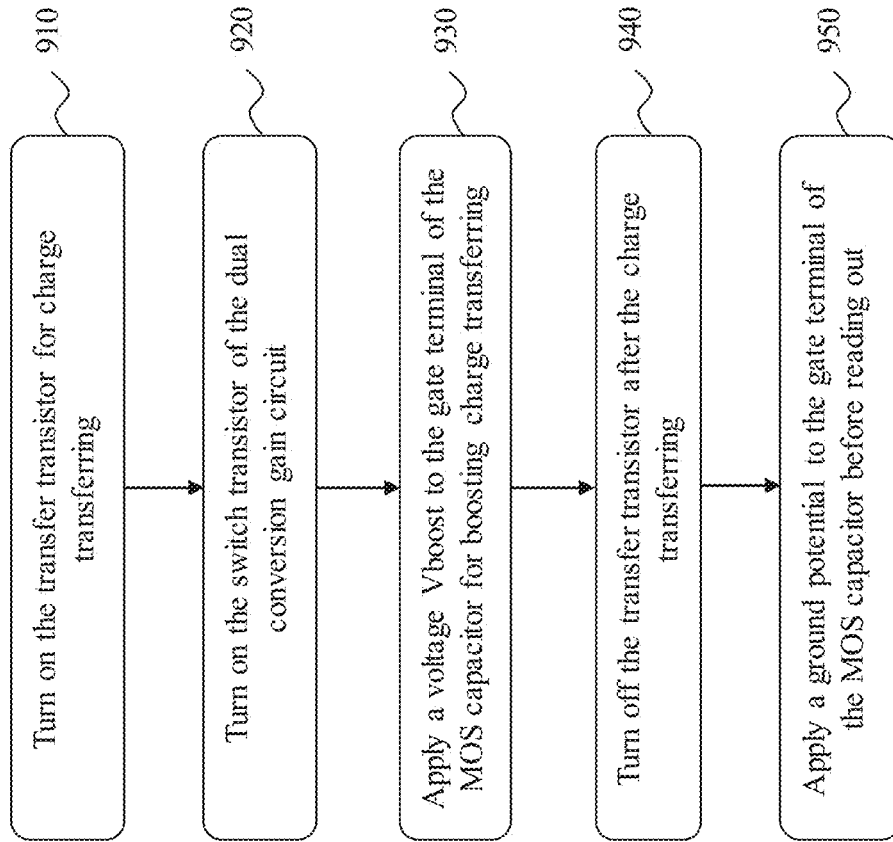 Turn on the transfer transistor for charge
transferring
910
Turn on the switch transistor of the dual
conversion gain circuit
920
Apply a voltage Vboost to the gate terminal of the
MOS capacitor for boosting charge transferring
930
Turn off the transfer transistor after the charge
transferring
940
Apply a ground potential to the gate terminal of
the MOS capacitor before reading out
950